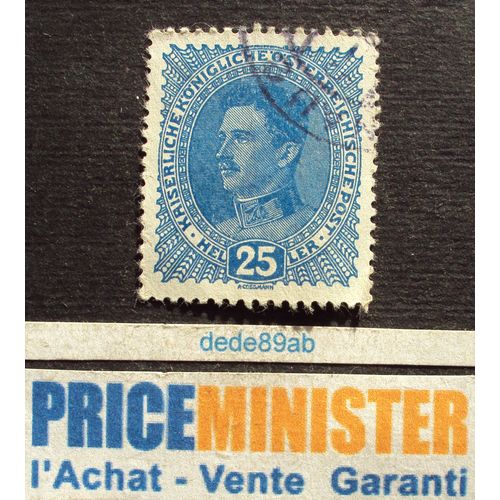 KAISERLICHE KÖNIGLICHE ÖSTERREICHISCHE POST
HELLER
25
A·COSSMANN
dede89ab
PRICEMINISTER
l'Achat - Vente Garanti